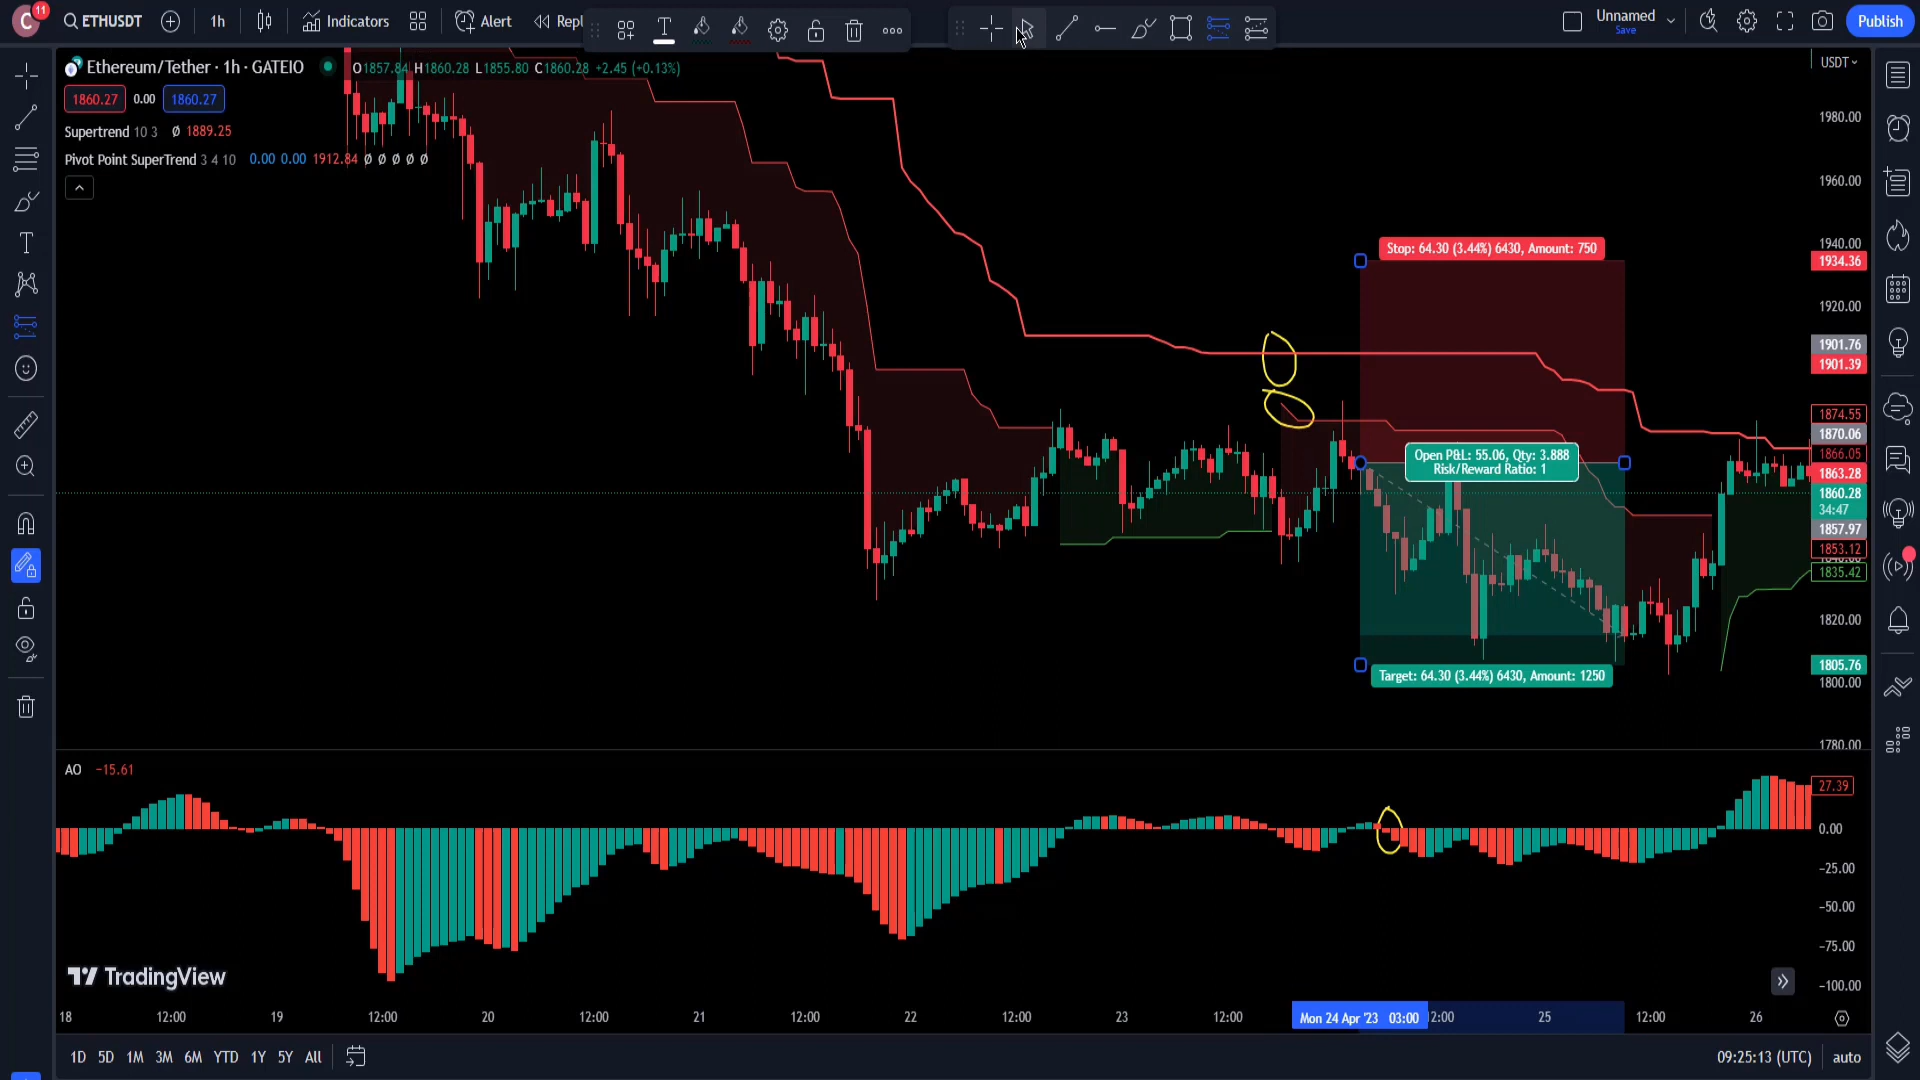 C 11 ETHUSDT 1h Indicators Alert Repl
Unnamed
Save
Publish
Ethereum/Tether · 1h · GATEIO O1857.84 H1860.28 L1855.80 C1860.28 +2.45 (+0.13%)
USDT
1860.27 0.00 1860.27
Supertrend 10 3 Ø 1889.25
Pivot Point SuperTrend 3 4 10 0.00 0.00 1912.84 Ø Ø Ø Ø Ø
1980.00
1960.00
1940.00
Stop: 64.30 (3.44%) 6430, Amount: 750
1934.36
1920.00
1901.76
1901.39
1874.55
1870.06
Open P&L: 55.06, Qty: 3.888
Risk/Reward Ratio: 1
1866.05
1863.28
1860.28
34:47
1857.97
1853.12
1835.42
1820.00
1805.76
Target: 64.30 (3.44%) 6430, Amount: 1250
1800.00
1780.00
AO −15.61
27.39
0.00
−25.00
−50.00
−75.00
−100.00
TradingView
18 12:00 19 12:00 20 12:00 21 12:00 22 12:00 23 12:00 Mon 24 Apr '23 03:00 2:00 25 12:00 26
1D 5D 1M 3M 6M YTD 1Y 5Y All
09:25:13 (UTC) auto